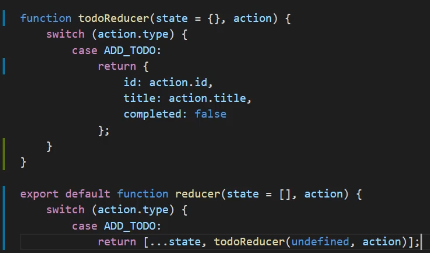 function todoReducer(state = {}, action) {
    switch (action.type) {
        case ADD_TODO:
            return {
                id: action.id,
                title: action.title,
                completed: false
            };
    }
}

export default function reducer(state = [], action) {
    switch (action.type) {
        case ADD_TODO:
            return [...state, todoReducer(undefined, action)];